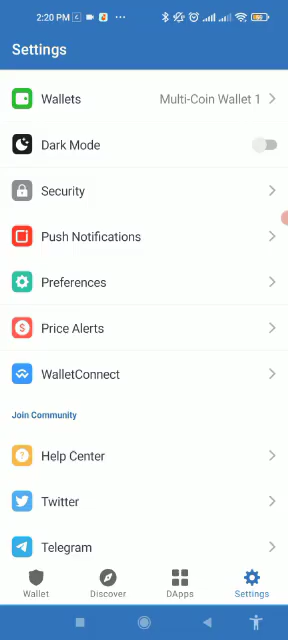 2:20 PM
Settings
Wallets Multi-Coin Wallet 1
Dark Mode
Security
Push Notifications
Preferences
Price Alerts
WalletConnect
Join Community
Help Center
Twitter
Telegram
Wallet Discover DApps Settings